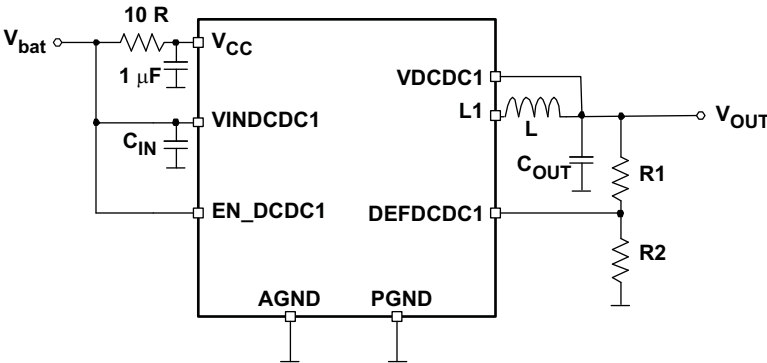 10 R
Vbat
VCC
1 μF
VDCDC1
L1
VINDCDC1
L
VOUT
CIN
COUT
R1
EN_DCDC1
DEFDCDC1
R2
AGND
PGND